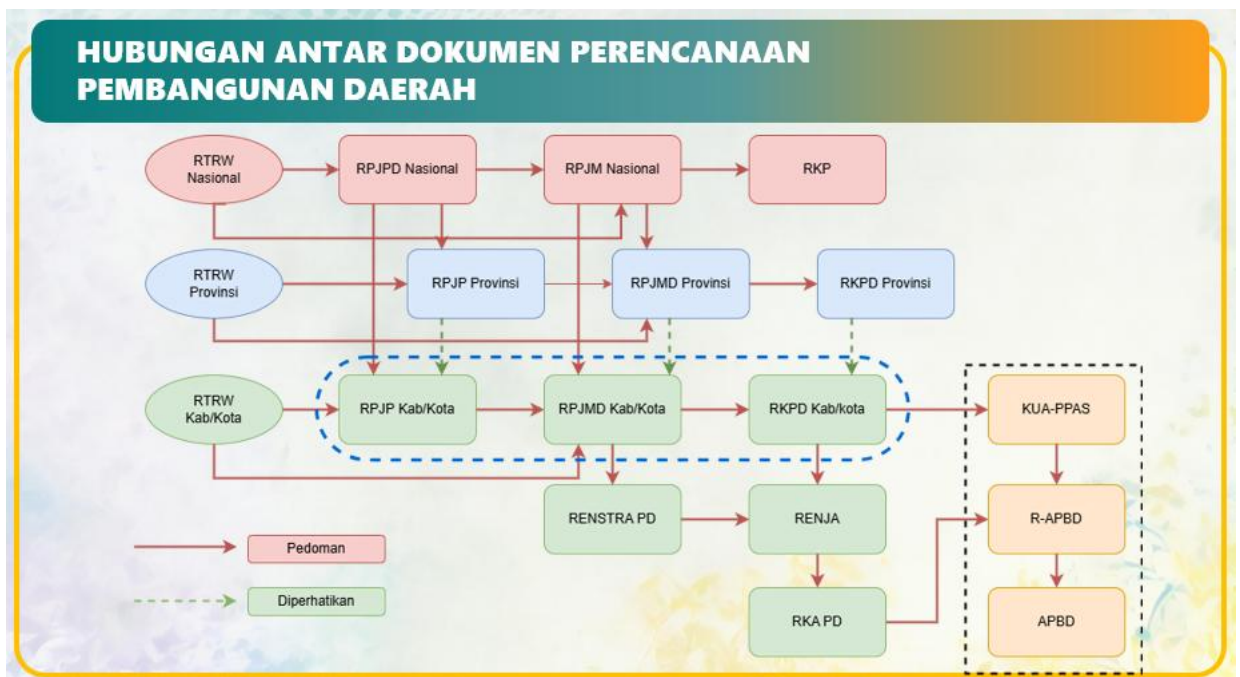 HUBUNGAN ANTAR DOKUMEN PERENCANAAN
PEMBANGUNAN DAERAH
RTRW
Nasional
RPJPD Nasional
RPJM Nasional
RKP
RTRW
Provinsi
RPJP Provinsi
RPJMD Provinsi
RKPD Provinsi
RTRW
Kab/Kota
RPJP Kab/Kota
RPJMD Kab/Kota
RKPD Kab/kota
KUA-PPAS
RENSTRA PD
RENJA
R-APBD
Pedoman
Diperhatikan
RKA PD
APBD